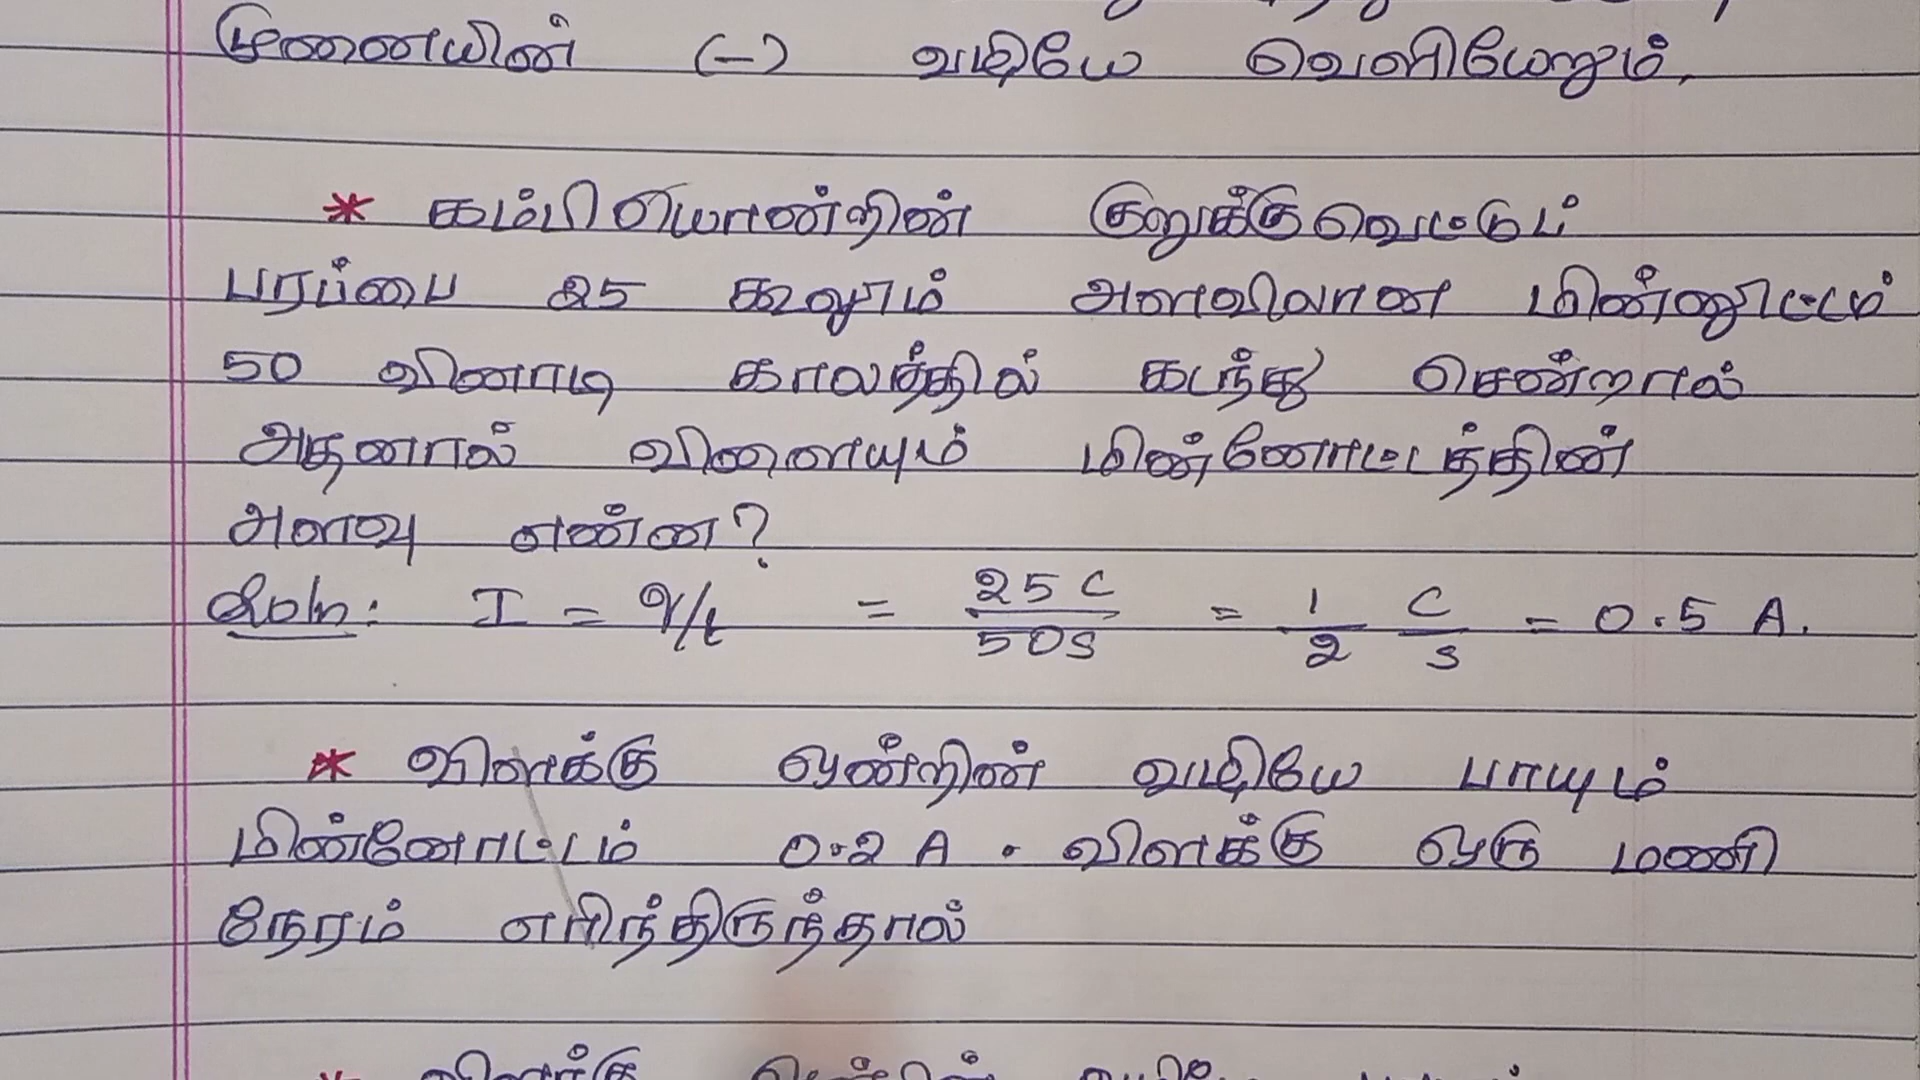 முனையின் (-) வழியே வெளியேறும்.
* கம்பியொன்றின் குறுக்குவெட்டுப்
பரப்பை 25 கூலூம் அளவிலான மின்னூட்டம்
50 வினாடி காலத்தில் கடந்து சென்றால்
அதனால் விளையும் மின்னோட்டத்தின்
அளவு என்ன?
Soln: I = q/t = 25 C / 50 S = 1/2 C/s = 0.5 A.
* விளக்கு ஒன்றின் வழியே பாயும்
மின்னோட்டம் 0.2 A . விளக்கு ஒரு மணி
நேரம் எரிந்திருந்தால்